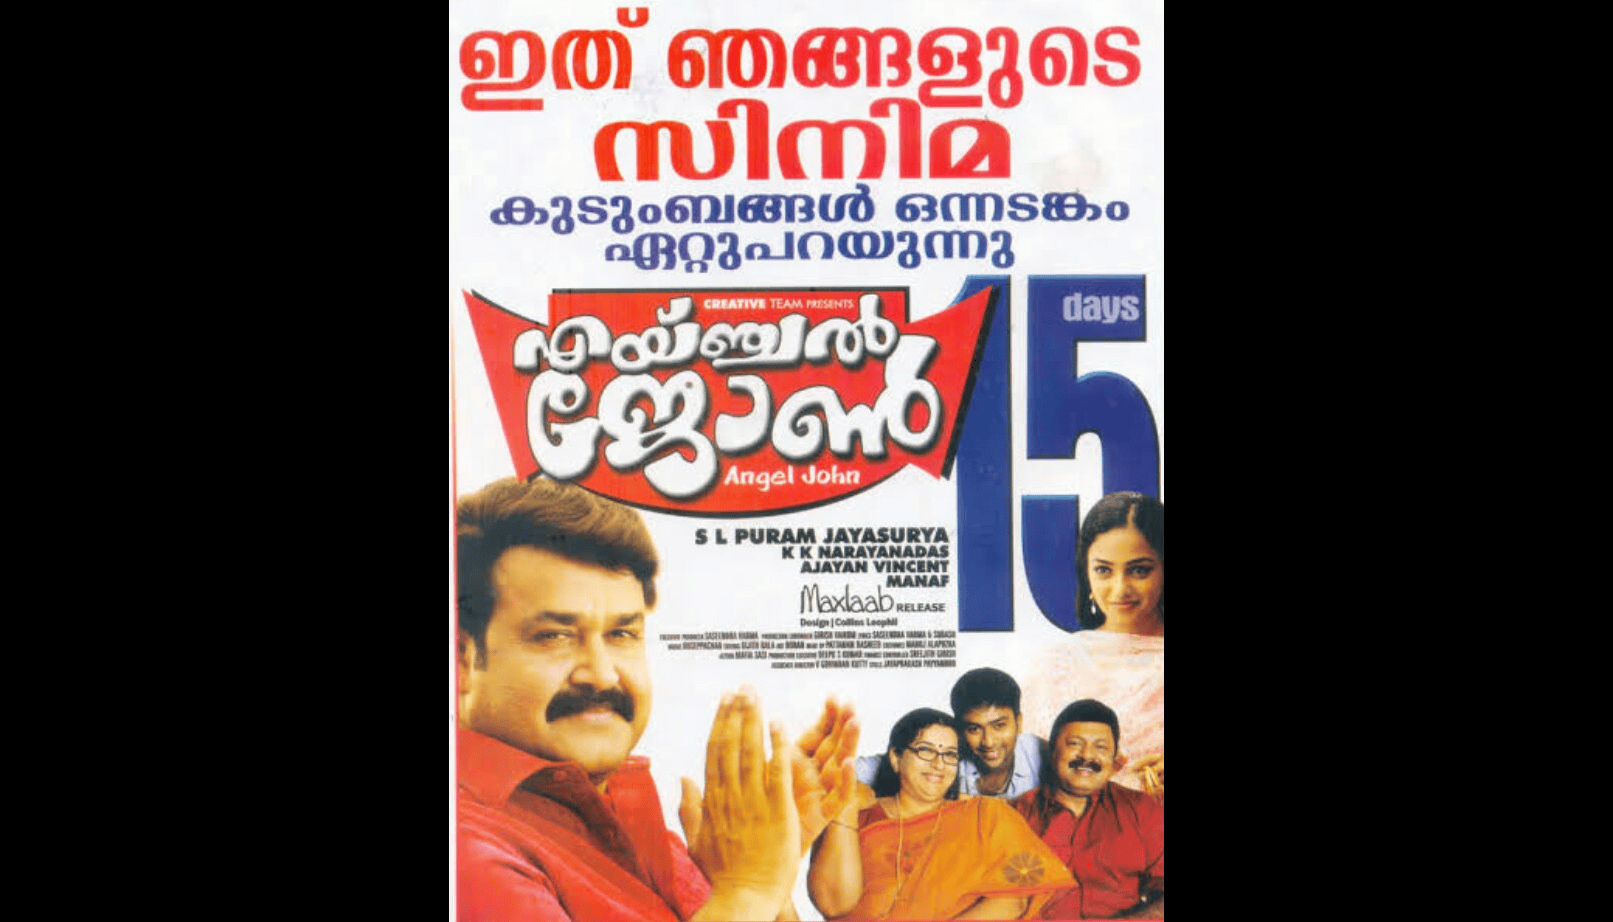 ഇത് ഞങ്ങളുടെ
സിനിമ
കുടുംബങ്ങൾ ഒന്നടങ്കം
ഏറ്റുപറയുന്നു
15
days
CREATIVE TEAM PRESENTS
എയ്ഞ്ചൽ
ജോൺ
Angel John
S L PURAM JAYASURYA
K K NARAYANADAS
AJAYAN VINCENT
MANAF
Maxlaab RELEASE
Design | Collins Leophil